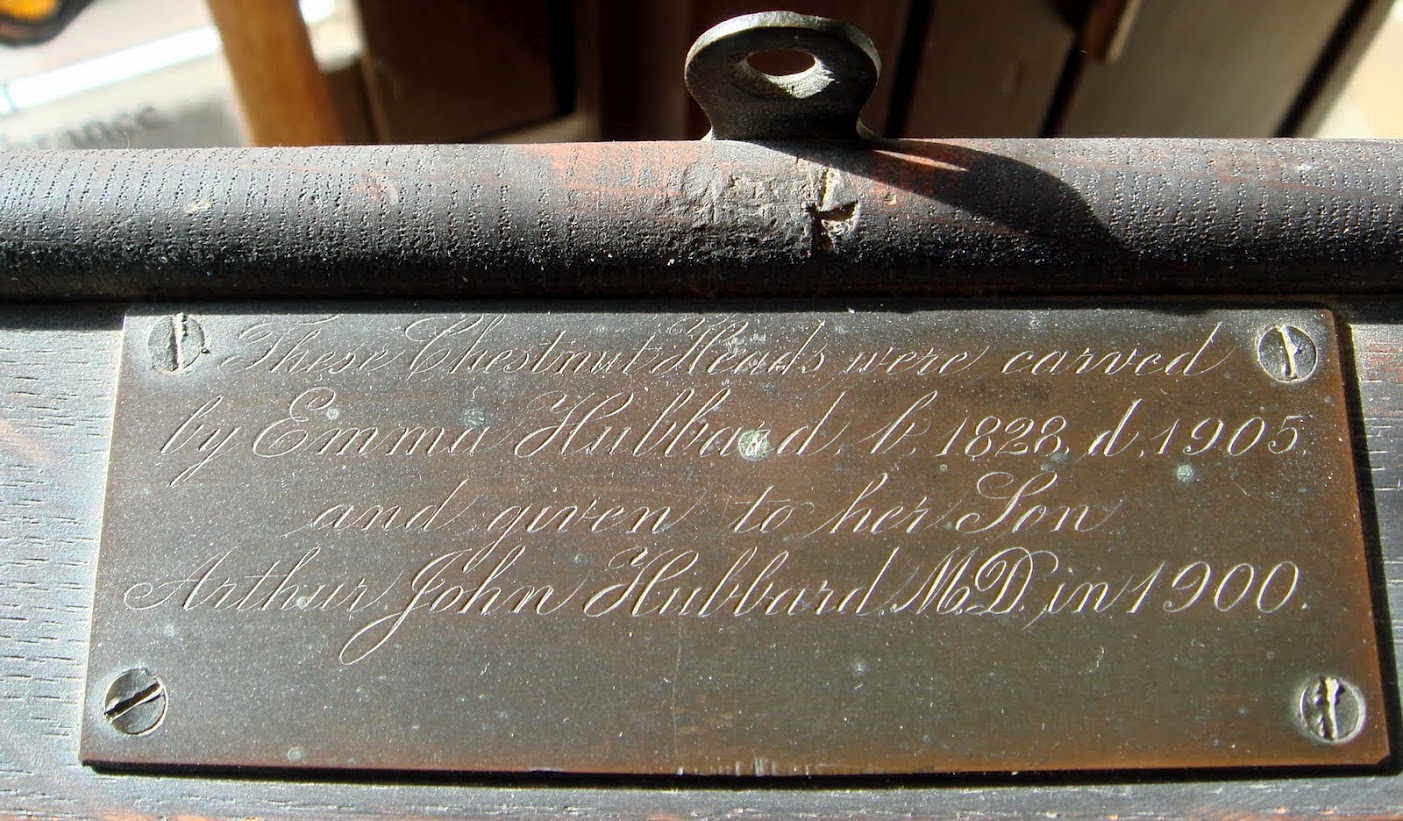 These Chestnut Heads were carved
by Emma Hubbard. b. 1828. d. 1905.
and given to her Son
Arthur John Hubbard, M.D. in 1900.